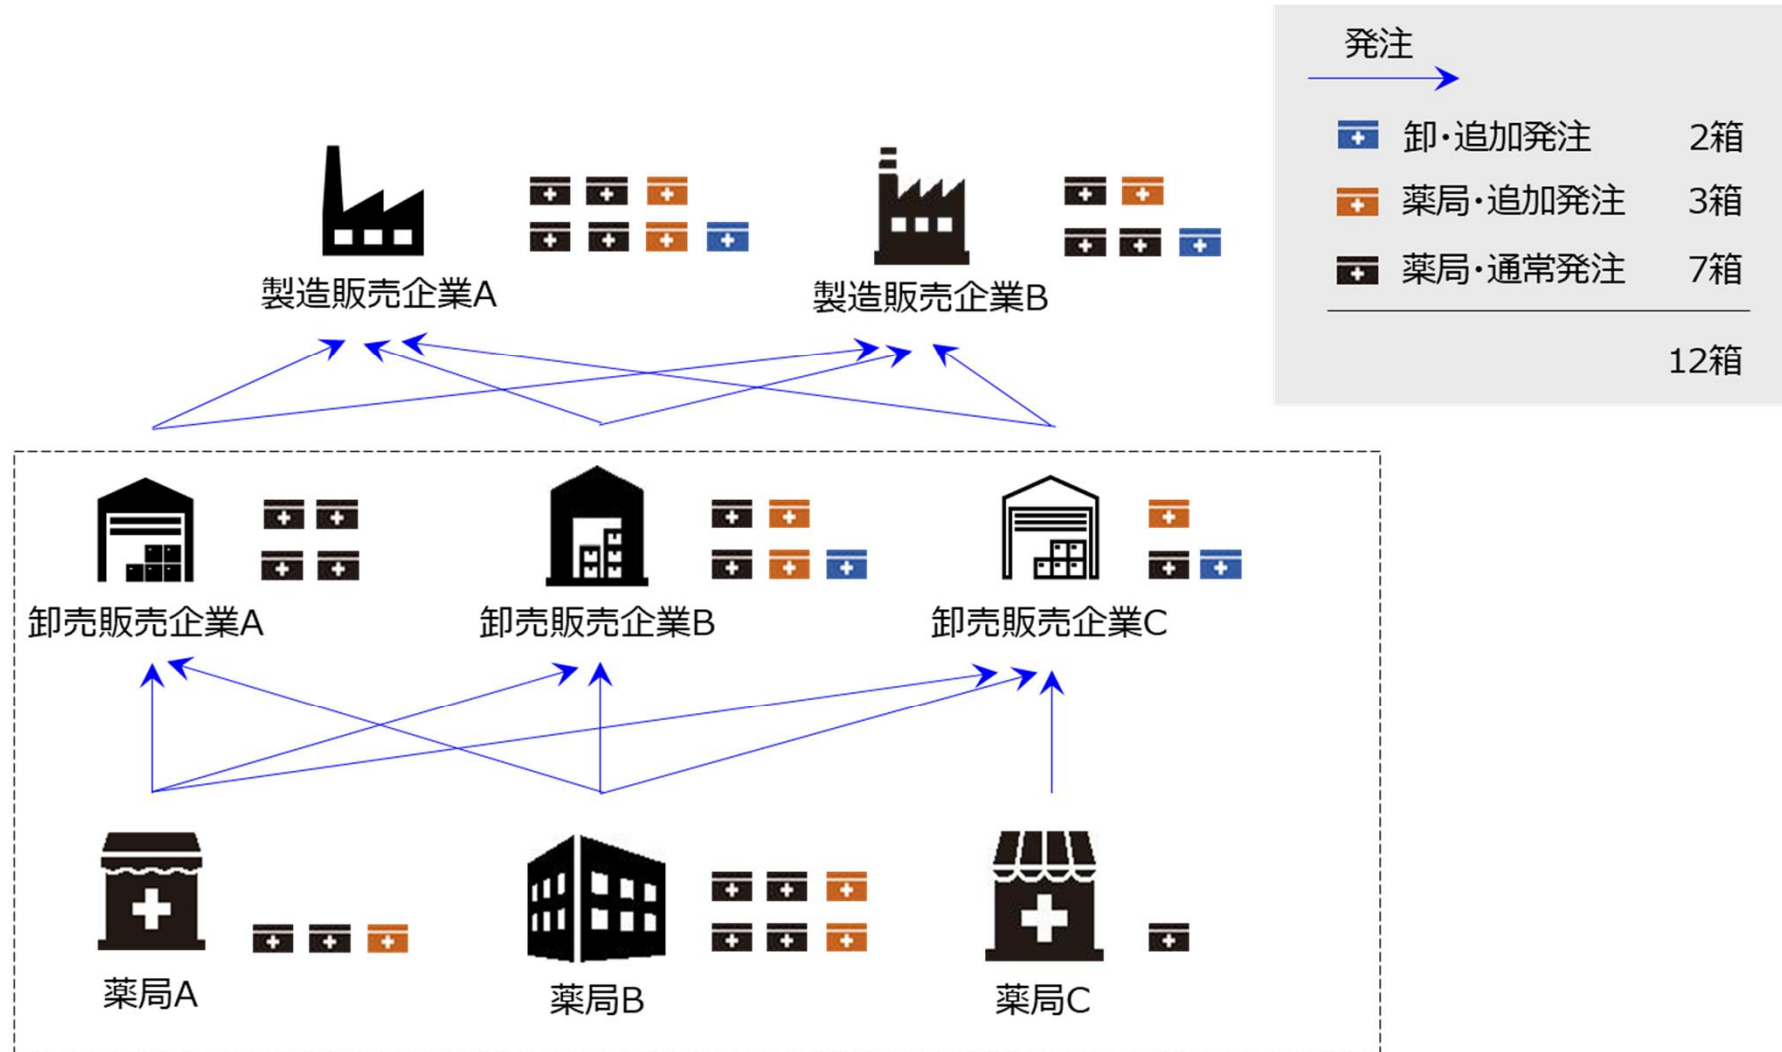 発注
卸・追加発注 2箱
薬局・追加発注 3箱
薬局・通常発注 7箱
12箱
製造販売企業A
製造販売企業B
卸売販売企業A
卸売販売企業B
卸売販売企業C
薬局A
薬局B
薬局C